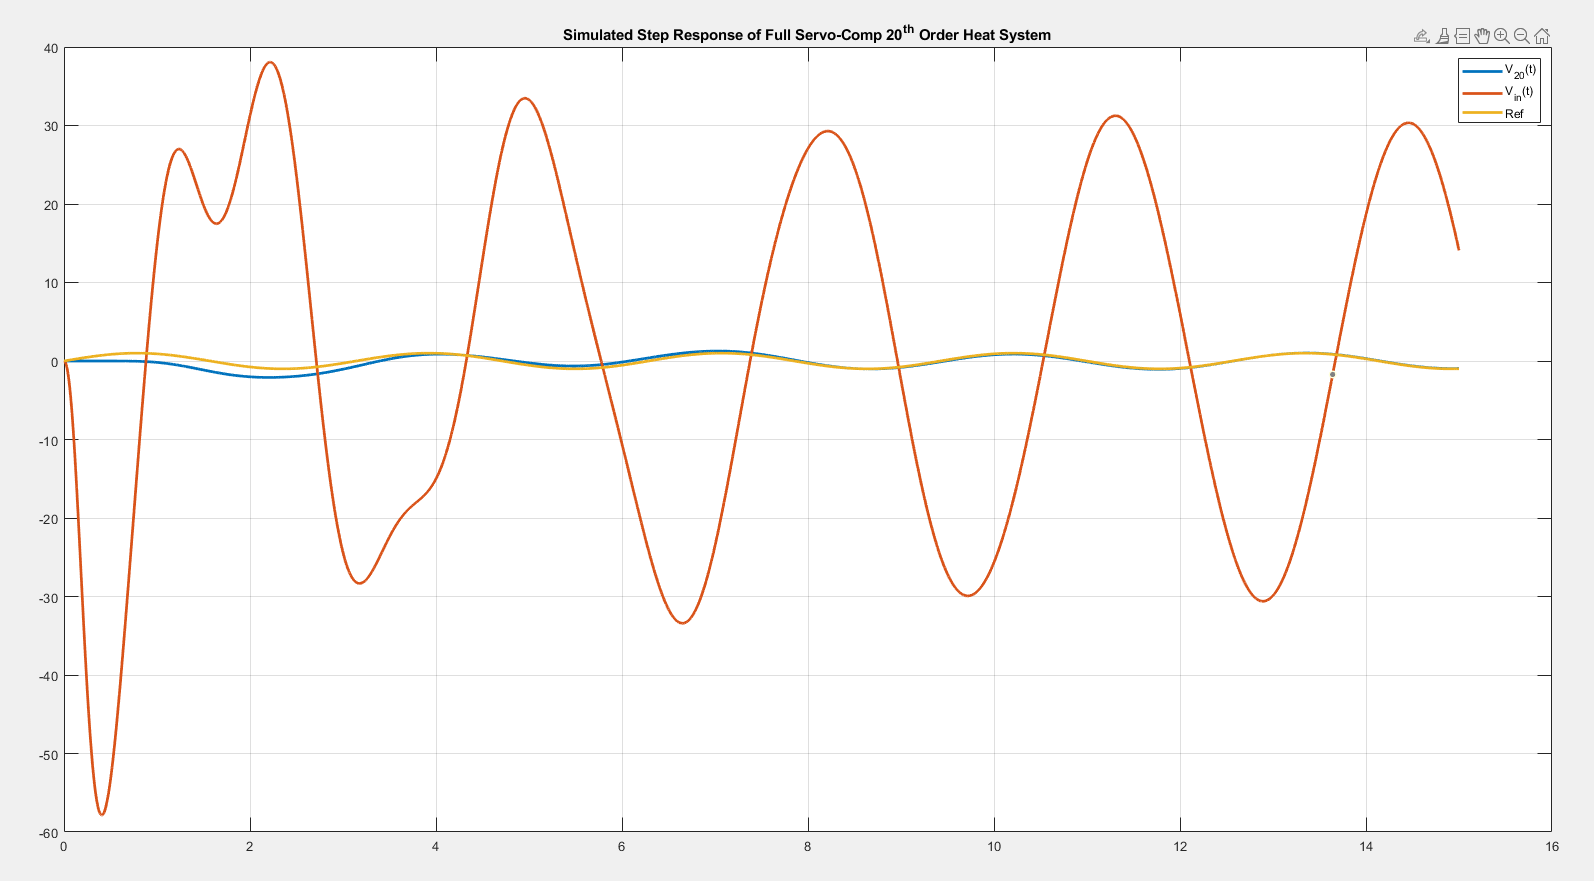 Simulated Step Response of Full Servo-Comp 20th Order Heat System
V20(t)
Vin(t)
Ref
40
30
20
10
0
-10
-20
-30
-40
-50
-60
0 2 4 6 8 10 12 14 16